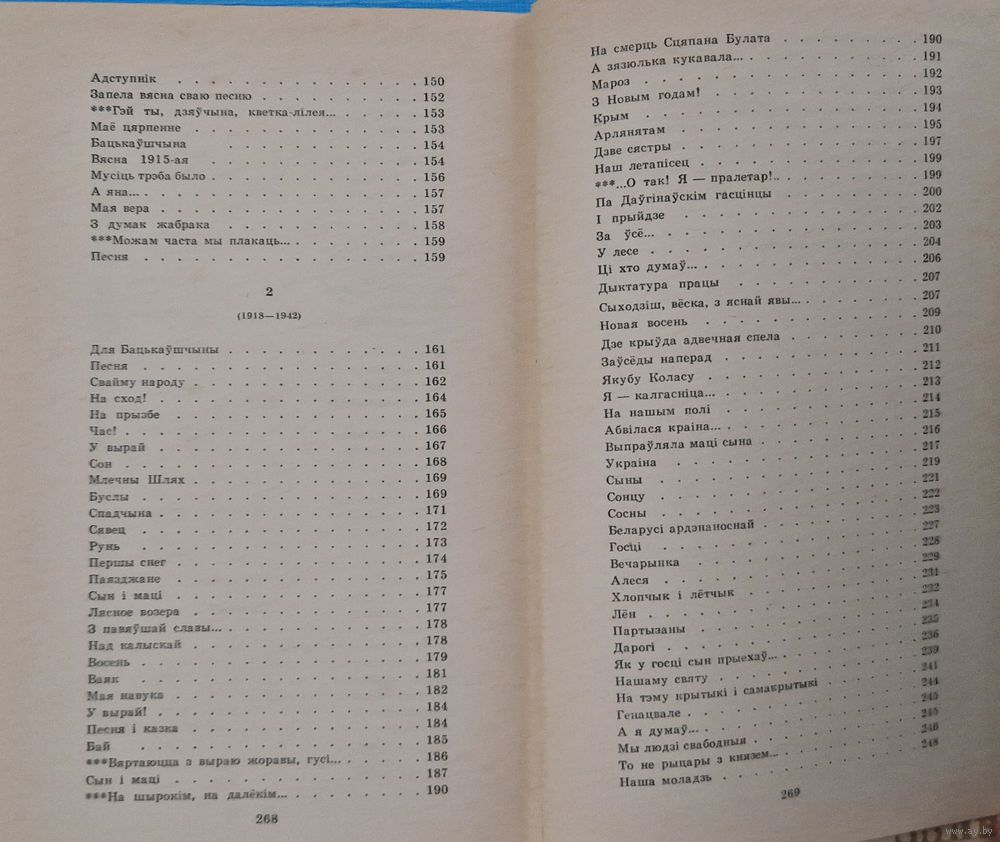 Адступнік . . . 150
Запела вясна сваю песню . . . 152
***Гэй ты, дзяўчына, кветка-лілея... . . . 153
Маё цярпенне . . . 153
Бацькаўшчына . . . 154
Вясна 1915-ая . . . 154
Мусіць трэба было . . . 156
А яна... . . . 157
Мая вера . . . 157
З думак жабрака . . . 158
***Можам часта мы плакаць... . . . 159
Песня . . . 159
2
(1918—1942)
Для Бацькаўшчыны . . . 161
Песня . . . 161
Свайму народу . . . 162
На сход! . . . 164
На прызбе . . . 165
Час! . . . 166
У вырай . . . 167
Сон . . . 168
Млечны Шлях . . . 169
Буслы . . . 169
Спадчына . . . 171
Сявец . . . 172
Рунь . . . 173
Першы снег . . . 174
Паязджане . . . 175
Сын і маці . . . 177
Лясное возера . . . 177
З павяўшай славы... . . . 178
Над калыскай . . . 178
Восень . . . 179
Ваяк . . . 181
Мая навука . . . 182
У вырай! . . . 184
Песня і казка . . . 184
Бай . . . 185
***Вяртаюцца з выраю жоравы, гусі... . . . 186
Сын і маці . . . 187
***На шырокім, на далёкім... . . . 190
268
На смерць Сцяпана Булата . . . 190
А зязюлька кукавала... . . . 191
Мароз . . . 192
З Новым годам! . . . 193
Крым . . . 194
Арлянятам . . . 195
Дзве сястры . . . 197
Наш летапісец . . . 199
***...О так! Я — пралетар!.. . . . 199
Па Даўгінаўскім гасцінцы . . . 200
І прыйдзе . . . 202
За ўсё... . . . 203
У лесе . . . 204
Ці хто думаў... . . . 206
Дыктатура працы . . . 207
Сыходзіш, вёска, з яснай явы... . . . 207
Новая восень . . . 209
Дзе крыўда адвечная спела . . . 210
Заўсёды наперад . . . 211
Якубу Коласу . . . 212
Я — калгасніца... . . . 213
На нашым полі . . . 214
Абвілася краіна... . . . 215
Выпраўляла маці сына . . . 216
Украіна . . . 217
Сыны . . . 219
Сонцу . . . 221
Сосны . . . 222
Беларусі ардэнаноснай . . . 223
Госці . . . 227
Вечарынка . . . 228
Алеся . . . 229
Хлопчык і лётчык . . . 231
Лён . . . 232
Партызаны . . . 234
Дарогі . . . 235
Як у госці сын прыехаў... . . . 236
Нашаму святу . . . 239
На тэму крытыкі і самакрытыкі . . . 241
Генацвале . . . 244
А я думаў... . . . 245
Мы людзі свабодныя . . . 245
То не рыцары з князем... . . . 246
Наша моладзь . . . 248
269
www.ay.by